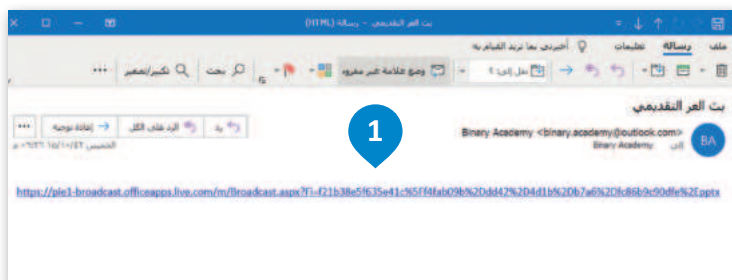 بث العر التقديمي - رسالة (HTML)
ملف رسالة تعليمات أخبرني بما تريد القيام به
نقل إلى: ؟ وضع علامة غير مقروء بحث تكبير/تصغير
بث العر التقديمي
BA
Binary Academy <binary.academy@outlook.com>
إلى Binary Academy
رد الرد على الكل إعادة توجيه
الخميس
1
https://ple1-broadcast.officeapps.live.com/m/Broadcast.aspx?Fi=f21b38e5f635e41c%5Ff4fab09b%2Ddd42%2D4d1b%2Db7a6%2Dfc86b9c90dfe%2Epptx